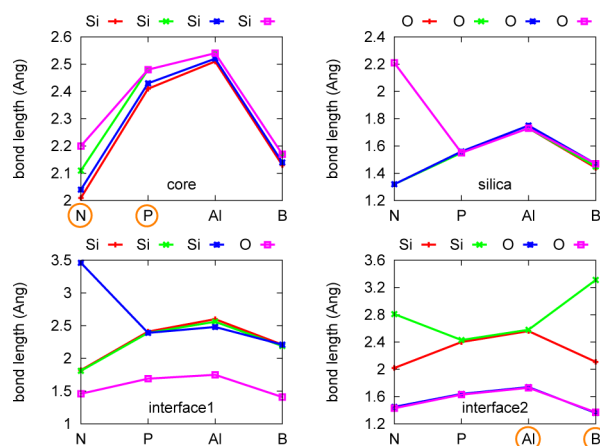 Si Si Si Si
bond length (Ang)
2.6
2.5
2.4
2.3
2.2
2.1
2
core
N P Al B
O O O O
bond length (Ang)
2.4
2.2
2
1.8
1.6
1.4
1.2
silica
N P Al B
Si Si Si O
bond length (Ang)
3.5
3
2.5
2
1.5
1
interface1
N P Al B
Si Si O O
bond length (Ang)
3.6
3.2
2.8
2.4
2
1.6
1.2
interface2
N P Al B